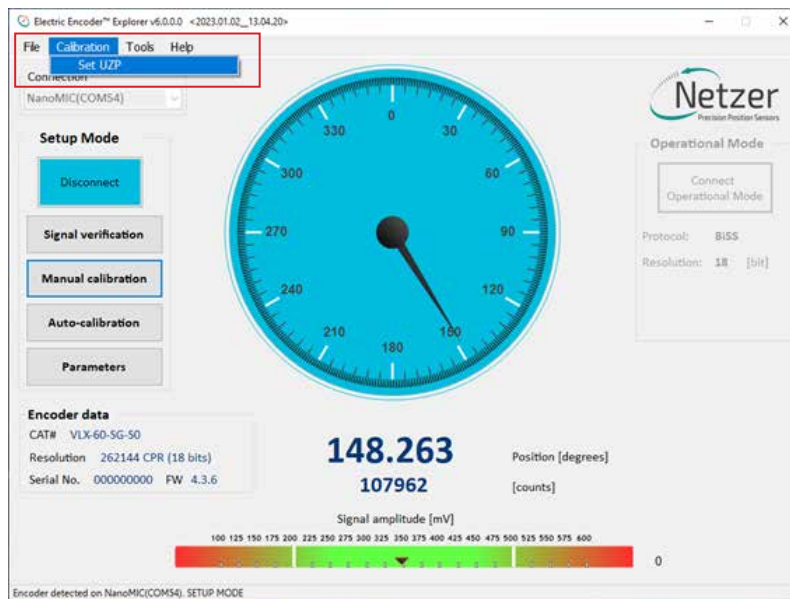 Electric Encoder™ Explorer v6.0.0.0 <2023.01.02__13.04.20>
File Calibration Tools Help
Set UZP
Connection
NanoMIC(COM54)
Setup Mode
Disconnect
Signal verification
Manual calibration
Auto-calibration
Parameters
0
30
60
90
120
150
180
210
240
270
300
330
Netzer
Precision Position Sensors
Operational Mode
Connect
Operational Mode
Protocol: BiSS
Resolution: 18 [bit]
Encoder data
CAT# VLX-60-SG-S0
Resolution 262144 CPR (18 bits)
Serial No. 000000000 FW 4.3.6
148.263 Position [degrees]
107962 [counts]
Signal amplitude [mV]
100 125 150 175 200 225 250 275 300 325 350 375 400 425 450 475 500 525 550 575 600
0
Encoder detected on NanoMIC(COM54). SETUP MODE